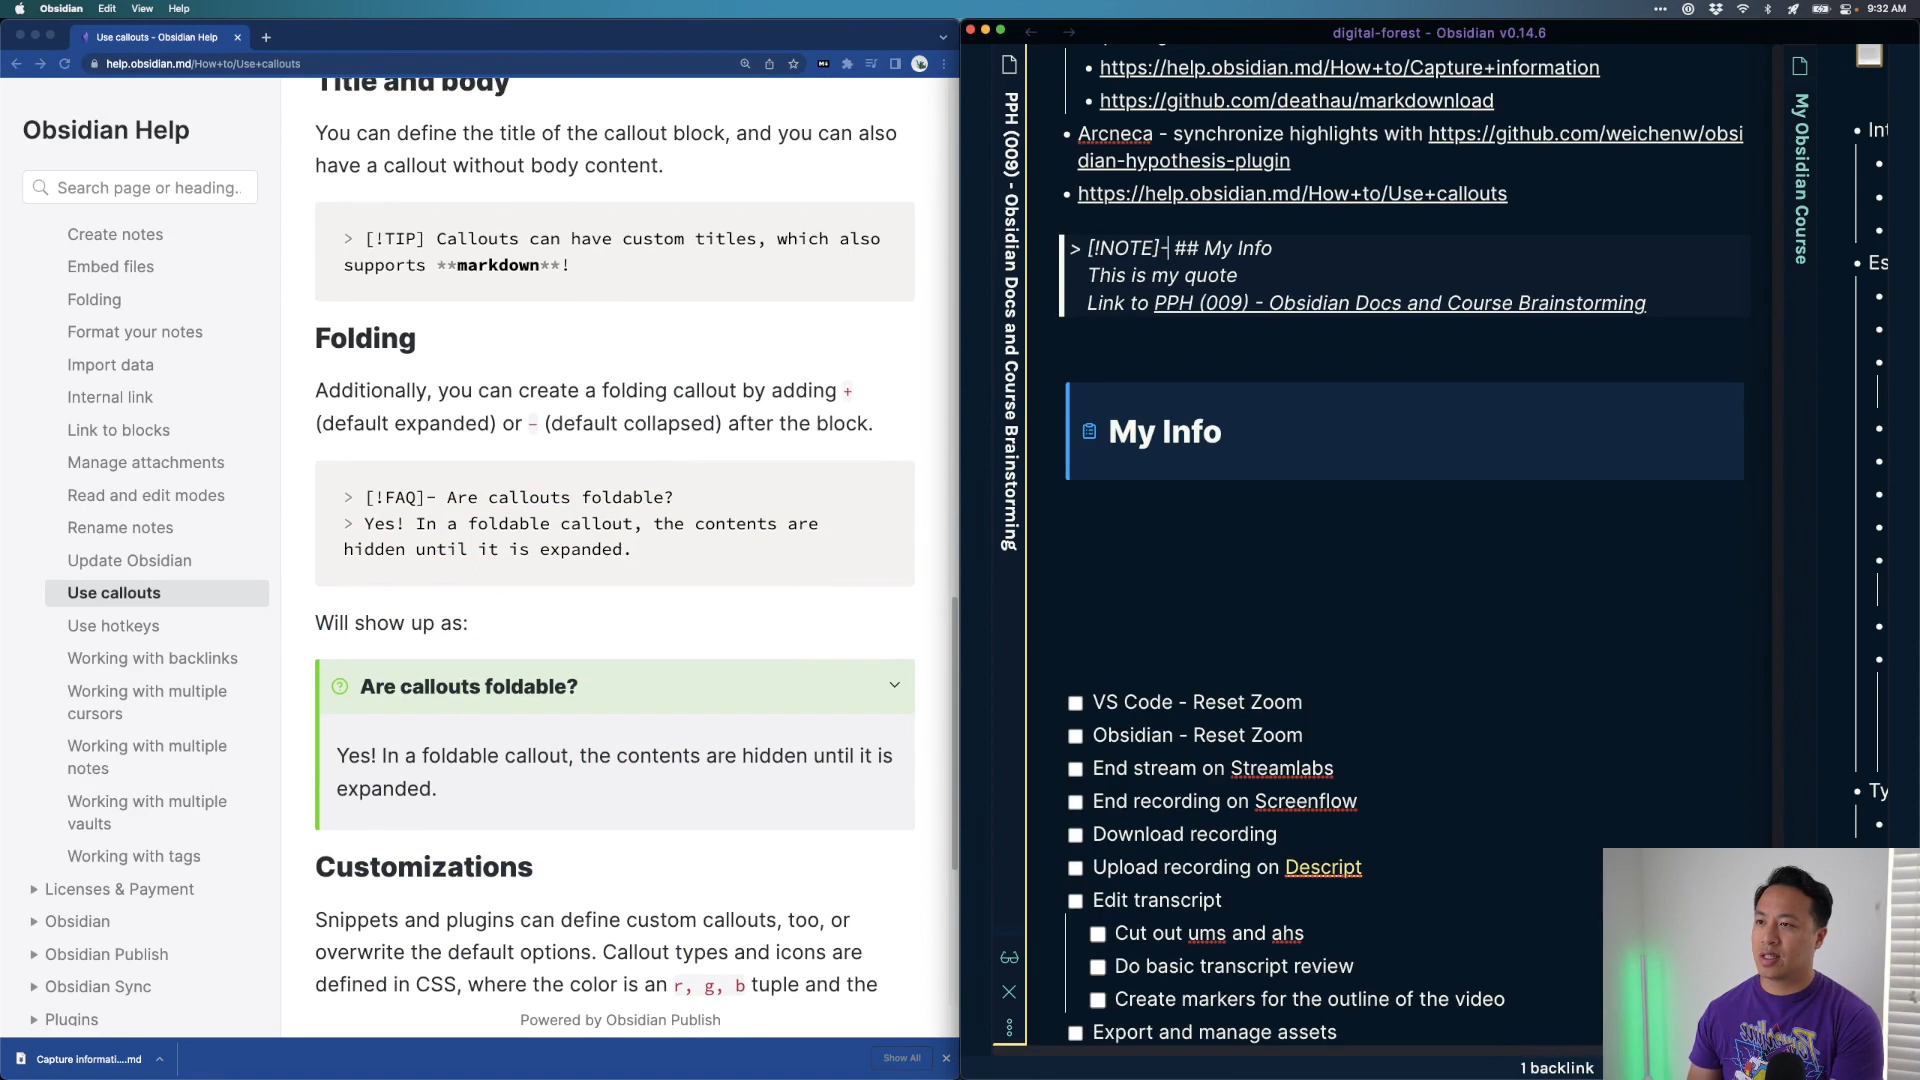 Obsidian Edit View Help
9:32 AM
Use callouts - Obsidian Help
help.obsidian.md/How+to/Use+callouts
Obsidian Help
Search page or heading..
Create notes
Embed files
Folding
Format your notes
Import data
Internal link
Link to blocks
Manage attachments
Read and edit modes
Rename notes
Update Obsidian
Use callouts
Use hotkeys
Working with backlinks
Working with multiple
cursors
Working with multiple
notes
Working with multiple
vaults
Working with tags
Licenses & Payment
Obsidian
Obsidian Publish
Obsidian Sync
Plugins
Title and body
You can define the title of the callout block, and you can also
have a callout without body content.
> [!TIP] Callouts can have custom titles, which also
supports **markdown**!
Folding
Additionally, you can create a folding callout by adding +
(default expanded) or - (default collapsed) after the block.
> [!FAQ]- Are callouts foldable?
> Yes! In a foldable callout, the contents are
hidden until it is expanded.
Will show up as:
Are callouts foldable?
Yes! In a foldable callout, the contents are hidden until it is
expanded.
Customizations
Snippets and plugins can define custom callouts, too, or
overwrite the default options. Callout types and icons are
defined in CSS, where the color is an r, g, b tuple and the
Powered by Obsidian Publish
Capture informati....md
Show All
digital-forest - Obsidian v0.14.6
PPH (009) - Obsidian Docs and Course Brainstorming
• https://help.obsidian.md/How+to/Capture+information
• https://github.com/deathau/markdownload
• Arcneca - synchronize highlights with https://github.com/weichenw/obsi
dian-hypothesis-plugin
• https://help.obsidian.md/How+to/Use+callouts
> [!NOTE]- ## My Info
This is my quote
Link to PPH (009) - Obsidian Docs and Course Brainstorming
My Info
VS Code - Reset Zoom
Obsidian - Reset Zoom
End stream on Streamlabs
End recording on Screenflow
Download recording
Upload recording on Descript
Edit transcript
Cut out ums and ahs
Do basic transcript review
Create markers for the outline of the video
Export and manage assets
1 backlink
My Obsidian Course
• Int
• Es
• Ty